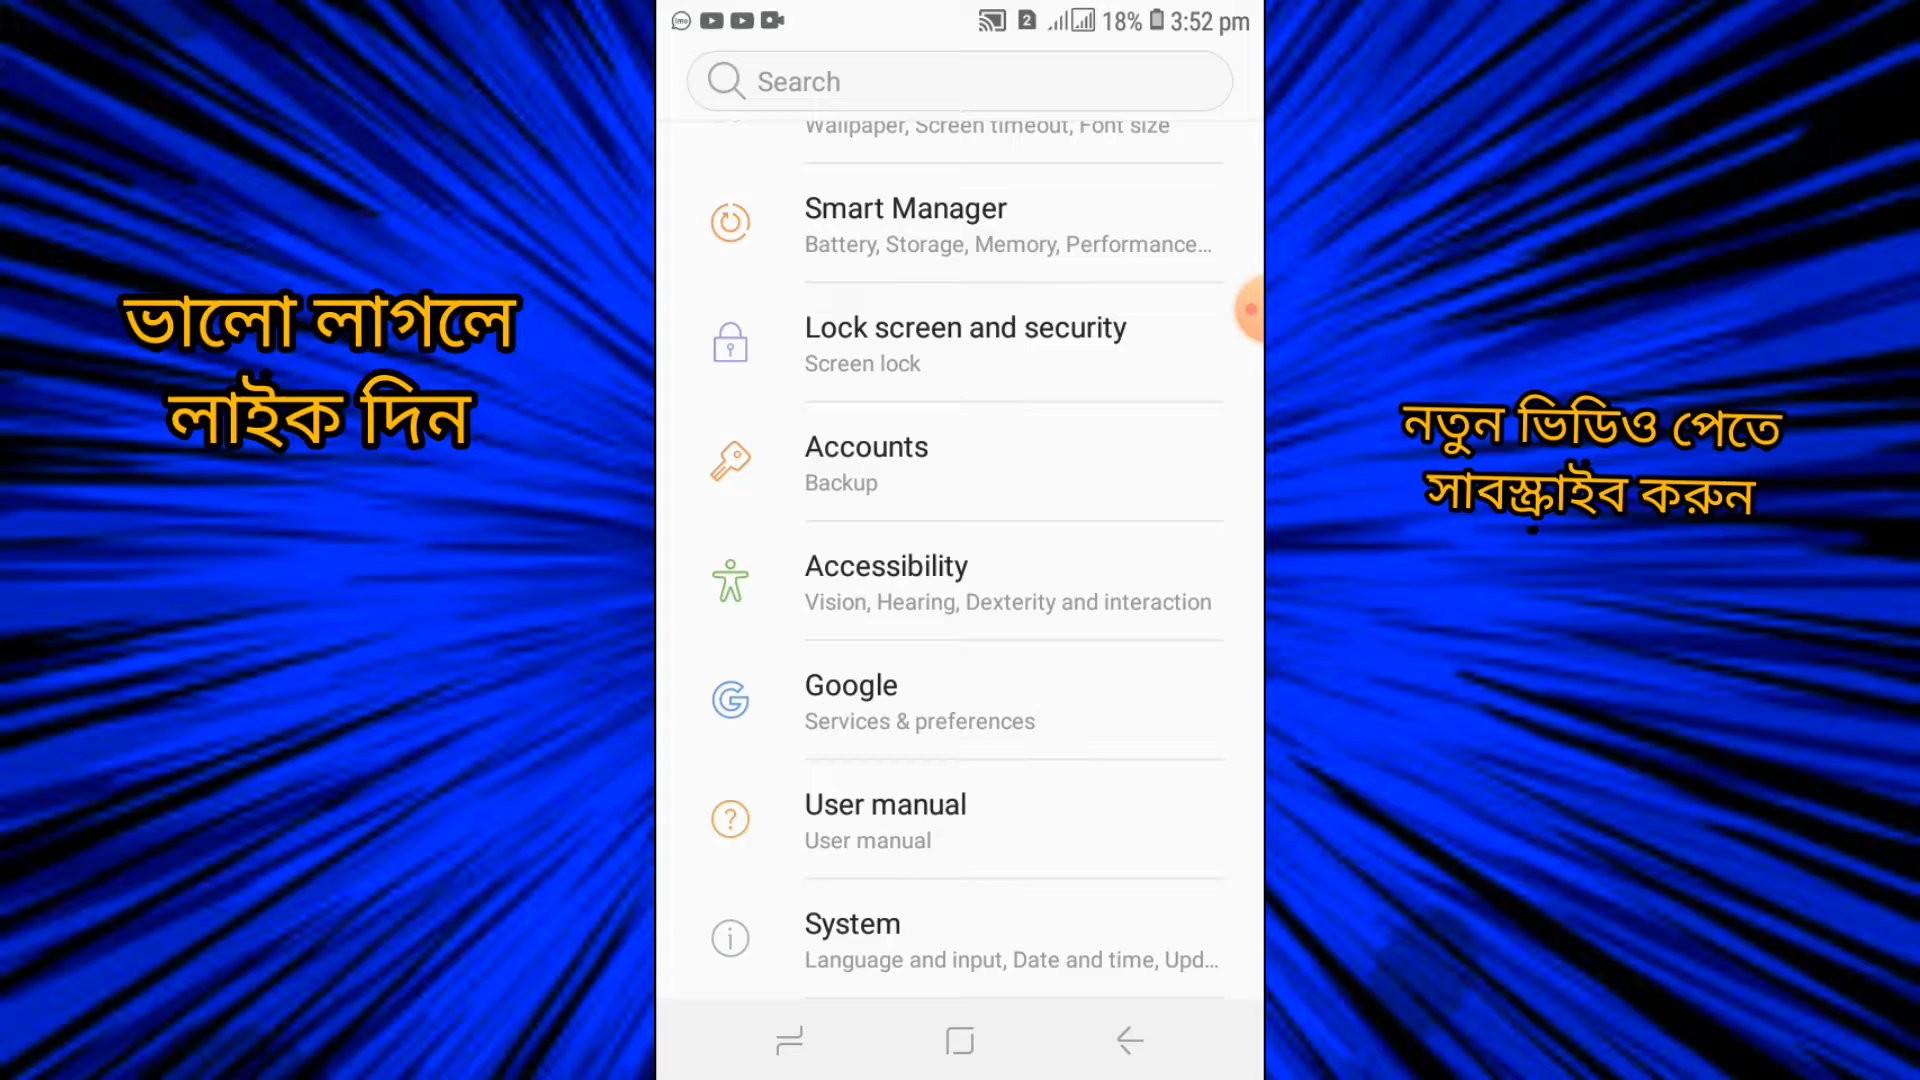 imo 2 18% 3:52 pm
Search
Wallpaper, Screen timeout, Font size
Smart Manager
Battery, Storage, Memory, Performance...
Lock screen and security
Screen lock
Accounts
Backup
Accessibility
Vision, Hearing, Dexterity and interaction
Google
Services & preferences
User manual
User manual
System
Language and input, Date and time, Upd...
ভালো লাগলে
লাইক দিন
নতুন ভিডিও পেতে
সাবস্ক্রাইব করুন